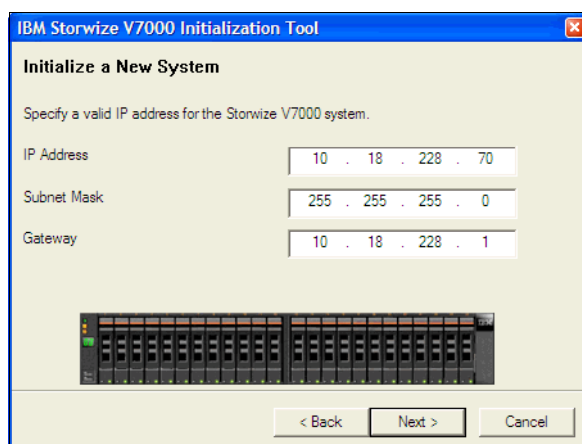 IBM Storwize V7000 Initialization Tool
Initialize a New System
Specify a valid IP address for the Storwize V7000 system.
IP Address 10 . 18 . 228 . 70
Subnet Mask 255 . 255 . 255 . 0
Gateway 10 . 18 . 228 . 1
IBM
< Back Next > Cancel